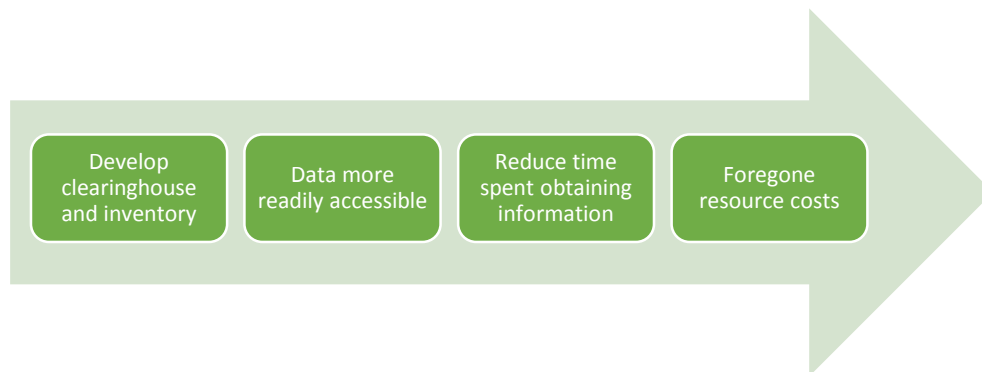 Develop
clearinghouse
and inventory
Data more
readily accessible
Reduce time
spent obtaining
information
Foregone
resource costs